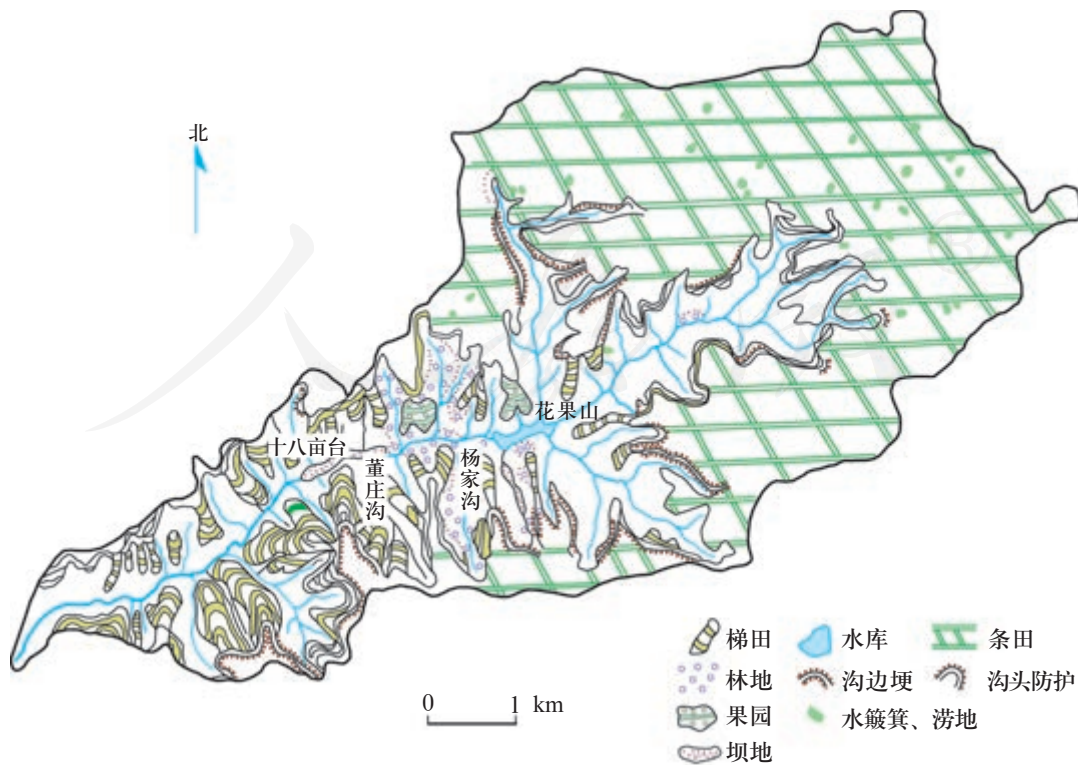 北
花果山
十八亩台
董庄沟
杨家沟
梯田
水库
条田
林地
沟边埂
沟头防护
果园
水簸箕、涝地
坝地
0 1 km